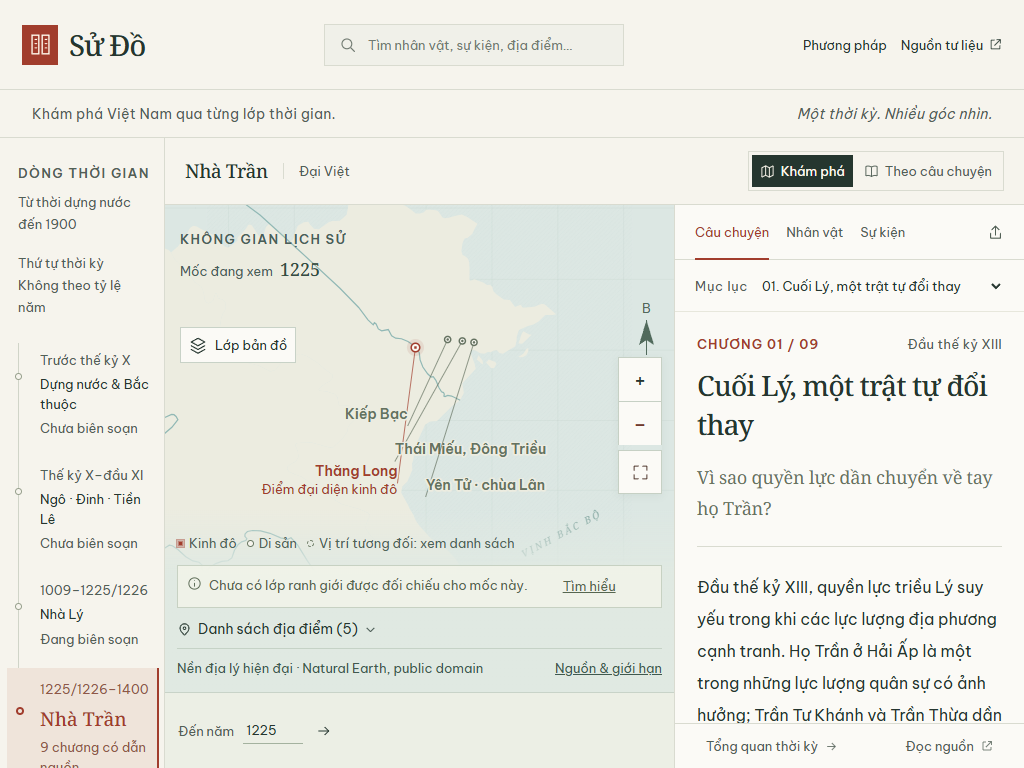 Sử Đồ
Tìm nhân vật, sự kiện, địa điểm...
Phương pháp
Nguồn tư liệu
Khám phá Việt Nam qua từng lớp thời gian.
Một thời kỳ. Nhiều góc nhìn.
DÒNG THỜI GIAN
Từ thời dựng nước
đến 1900
Thứ tự thời kỳ
Không theo tỷ lệ
năm
Trước thế kỷ X
Dựng nước & Bắc
thuộc
Chưa biên soạn
Thế kỷ X–đầu XI
Ngô · Đinh · Tiền
Lê
Chưa biên soạn
1009–1225/1226
Nhà Lý
Đang biên soạn
1225/1226–1400
Nhà Trần
9 chương có dẫn
nguồn
Nhà Trần
Đại Việt
Khám phá
Theo câu chuyện
KHÔNG GIAN LỊCH SỬ
Mốc đang xem 1225
Lớp bản đồ
B
+
−
Kiếp Bạc
Thái Miếu, Đông Triều
Thăng Long
Điểm đại diện kinh đô
Yên Tử · chùa Lân
VỊNH BẮC BỘ
Kinh đô
Di sản
Vị trí tương đối: xem danh sách
Chưa có lớp ranh giới được đối chiếu cho mốc này.
Tìm hiểu
Danh sách địa điểm (5)
Nền địa lý hiện đại · Natural Earth, public domain
Nguồn & giới hạn
Đến năm 1225 →
Câu chuyện
Nhân vật
Sự kiện
Mục lục
01. Cuối Lý, một trật tự đổi thay
CHƯƠNG 01 / 09
Đầu thế kỷ XIII
Cuối Lý, một trật tự đổi
thay
Vì sao quyền lực dần chuyển về tay
họ Trần?
Đầu thế kỷ XIII, quyền lực triều Lý suy
yếu trong khi các lực lượng địa phương
cạnh tranh. Họ Trần ở Hải Ấp là một
trong những lực lượng quân sự có ảnh
hưởng; Trần Tự Khánh và Trần Thừa dần
Tổng quan thời kỳ →
Đọc nguồn